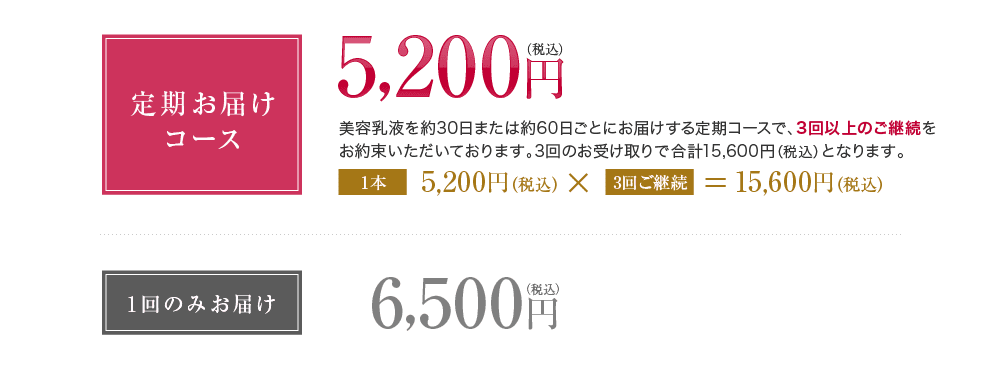 定期お届け
コース
5,200円(税込)
美容乳液を約30日または約60日ごとにお届けする定期コースで、3回以上のご継続を
お約束いただいております。3回のお受け取りで合計15,600円(税込)となります。
1本 5,200円(税込) × 3回ご継続 = 15,600円(税込)
1回のみお届け
6,500円(税込)